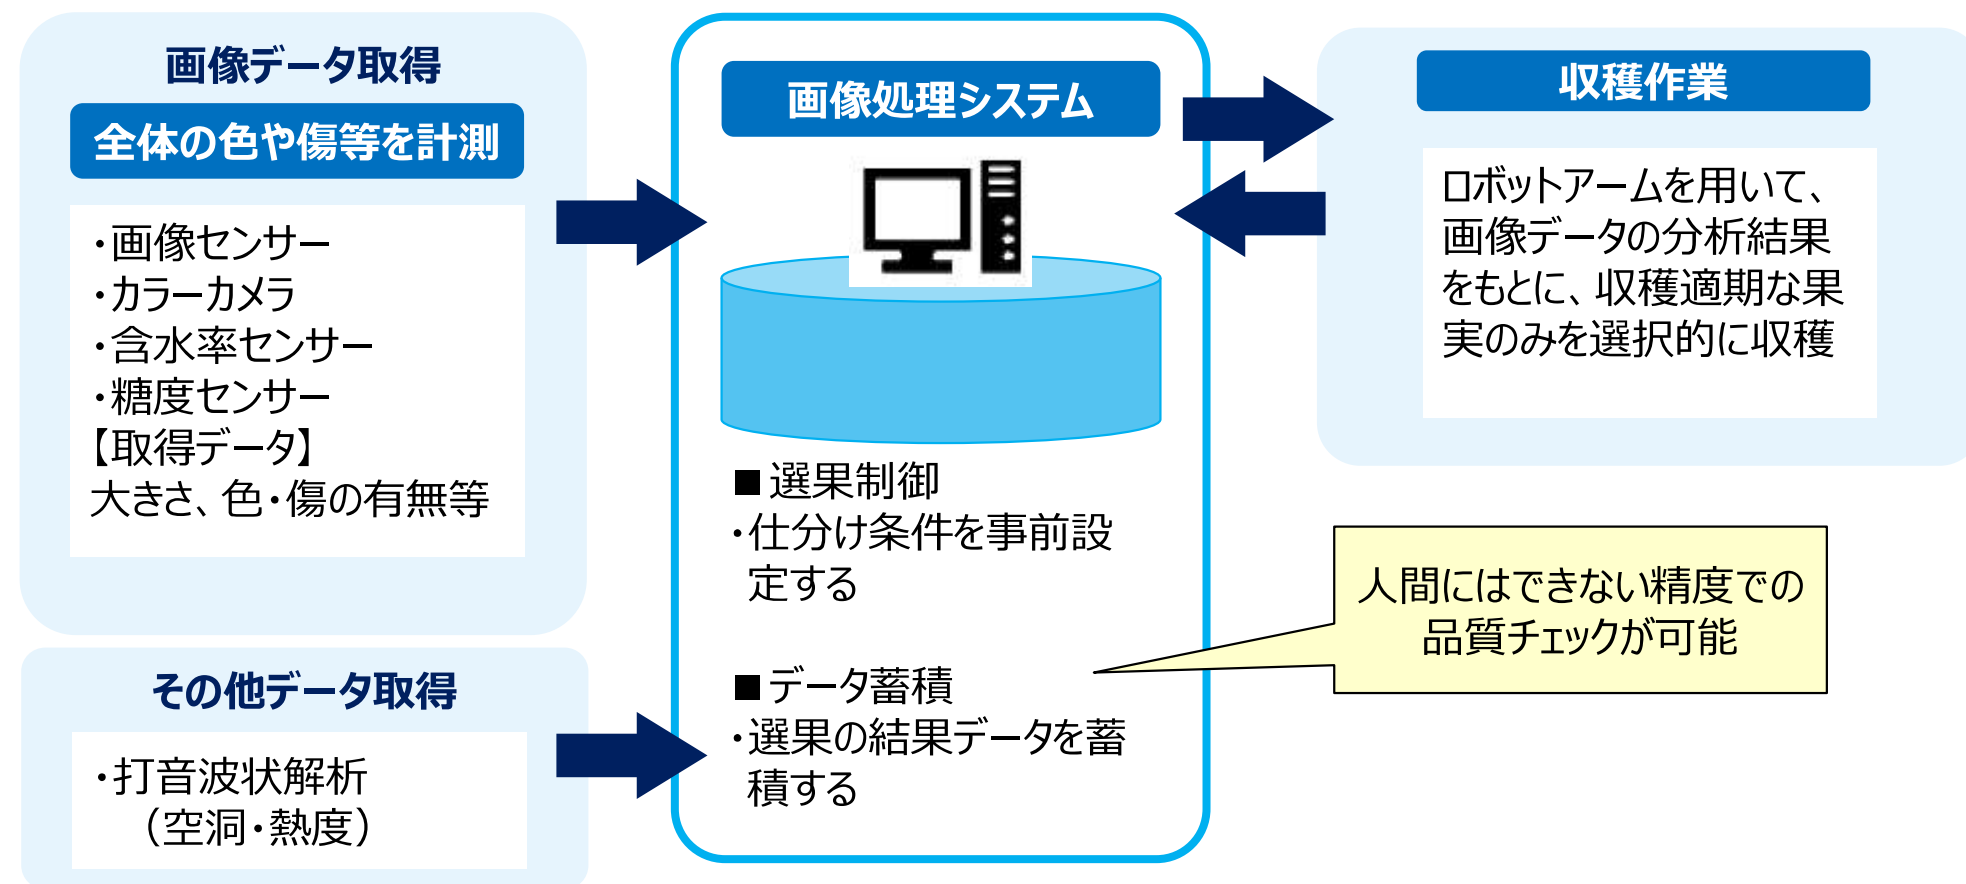 画像データ取得
全体の色や傷等を計測
・画像センサー
・カラーカメラ
・含水率センサー
・糖度センサー
【取得データ】
大きさ、色・傷の有無等
その他データ取得
・打音波状解析
（空洞・熱度）
画像処理システム
■ 選果制御
・仕分け条件を事前設
定する
■ データ蓄積
・選果の結果データを蓄
積する
収穫作業
ロボットアームを用いて、
画像データの分析結果
をもとに、収穫適期な果
実のみを選択的に収穫
人間にはできない精度での
品質チェックが可能